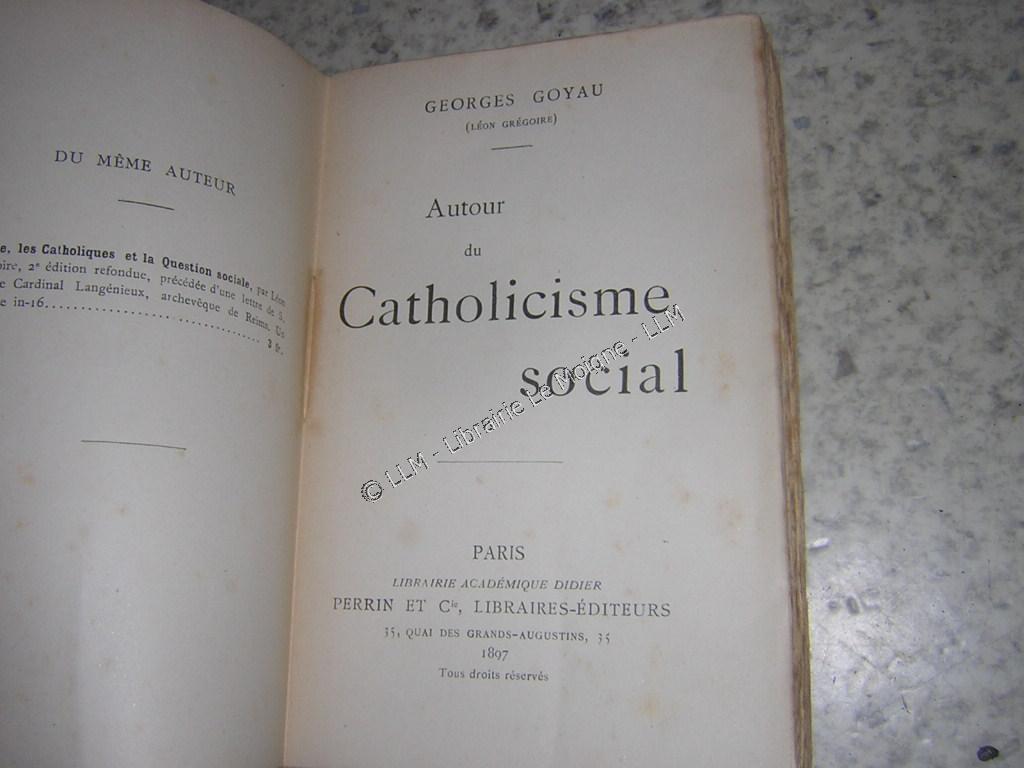 DU MÊME AUTEUR
e, les Catholiques et la Question sociale, par Léon
oire, 2e édition refondue, précédée d'une lettre de S.
e Cardinal Langénieux, archevêque de Reims. Un
e in-16.............................. 3 fr.
GEORGES GOYAU
(LÉON GRÉGOIRE)
Autour
du
Catholicisme
social
© LLM - Librairie Le Moigne - LLM
PARIS
LIBRAIRIE ACADÉMIQUE DIDIER
PERRIN ET Cie, LIBRAIRES-ÉDITEURS
35, QUAI DES GRANDS-AUGUSTINS, 35
1897
Tous droits réservés